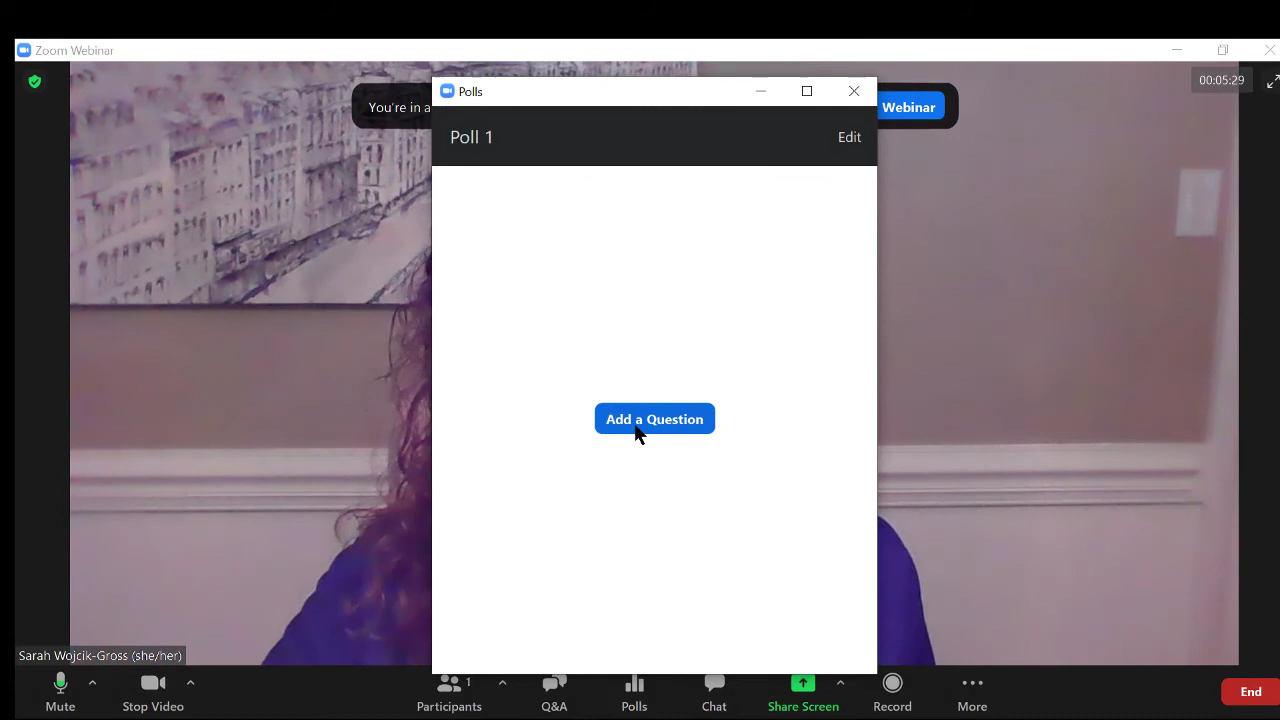 Zoom Webinar
00:05:29
You're in a
Webinar
Polls
Poll 1
Edit
Add a Question
Sarah Wojcik-Gross (she/her)
1
Mute
Stop Video
Participants
Q&A
Polls
Chat
Share Screen
Record
More
End